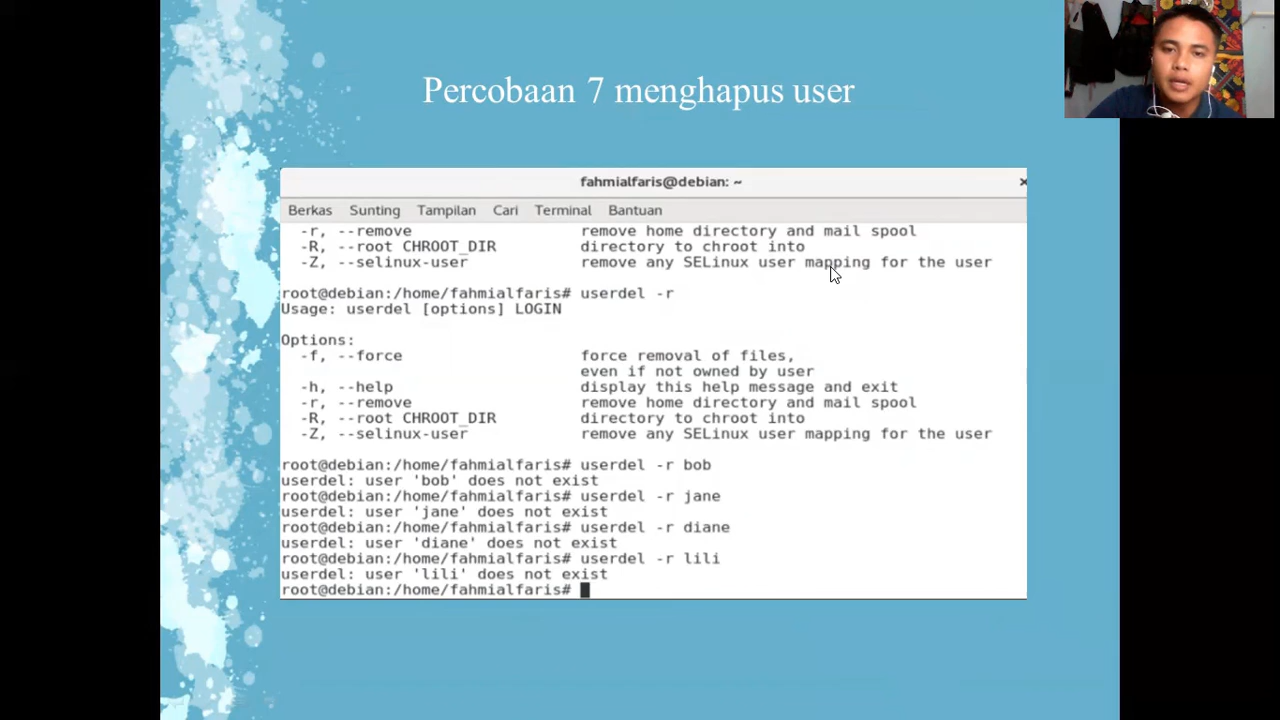 Percobaan 7 menghapus user
fahmialfaris@debian: ~
×
Berkas Sunting Tampilan Cari Terminal Bantuan
-r, --remove remove home directory and mail spool
-R, --root CHROOT_DIR directory to chroot into
-Z, --selinux-user remove any SELinux user mapping for the user
root@debian:/home/fahmialfaris# userdel -r
Usage: userdel [options] LOGIN
Options:
-f, --force force removal of files,
even if not owned by user
-h, --help display this help message and exit
-r, --remove remove home directory and mail spool
-R, --root CHROOT_DIR directory to chroot into
-Z, --selinux-user remove any SELinux user mapping for the user
root@debian:/home/fahmialfaris# userdel -r bob
userdel: user 'bob' does not exist
root@debian:/home/fahmialfaris# userdel -r jane
userdel: user 'jane' does not exist
root@debian:/home/fahmialfaris# userdel -r diane
userdel: user 'diane' does not exist
root@debian:/home/fahmialfaris# userdel -r lili
userdel: user 'lili' does not exist
root@debian:/home/fahmialfaris#